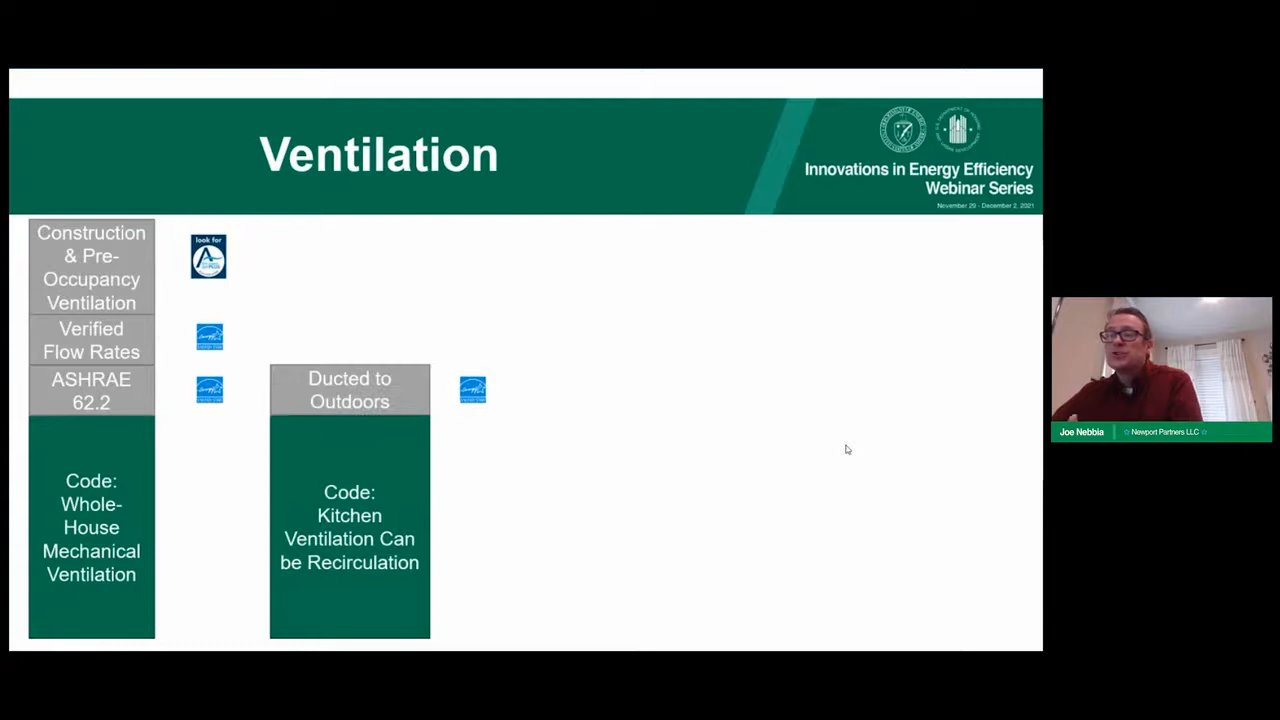 Ventilation
Innovations in Energy Efficiency
Webinar Series
November 29 - December 2, 2021
Construction
& Pre-
Occupancy
Ventilation
look for
Verified
Flow Rates
ASHRAE
62.2
Ducted to
Outdoors
Code:
Whole-
House
Mechanical
Ventilation
Code:
Kitchen
Ventilation Can
be Recirculation
Joe Nebbia
Newport Partners LLC